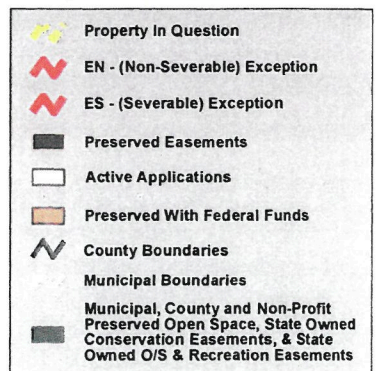 Property In Question
EN - (Non-Severable) Exception
ES - (Severable) Exception
Preserved Easements
Active Applications
Preserved With Federal Funds
County Boundaries
Municipal Boundaries
Municipal, County and Non-Profit
Preserved Open Space, State Owned
Conservation Easements, & State
Owned O/S & Recreation Easements